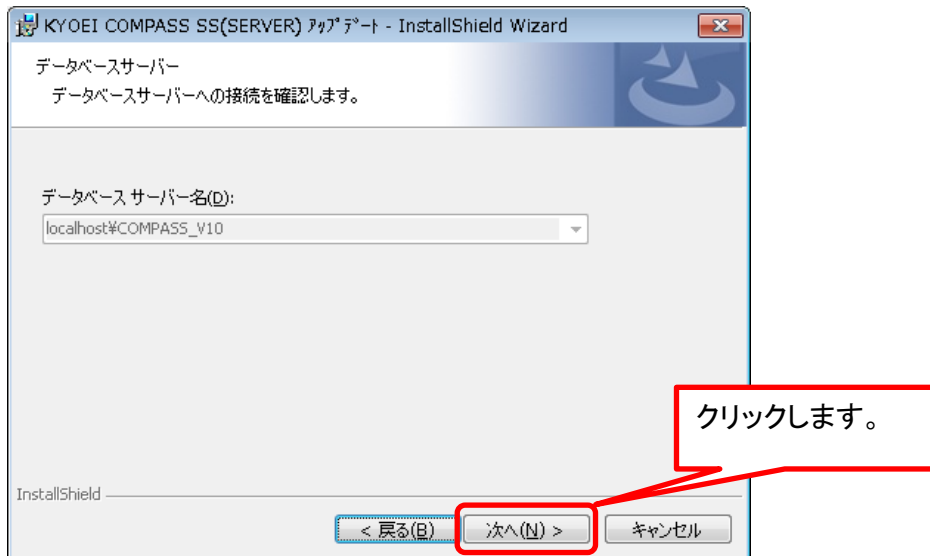 KYOEI COMPASS SS(SERVER) ｱｯﾌﾟﾃﾞｰﾄ - InstallShield Wizard
データベースサーバー
データベースサーバーへの接続を確認します。
データベース サーバー名(D):
localhost¥COMPASS_V10
クリックします。
InstallShield
< 戻る(B)
次へ(N) >
キャンセル